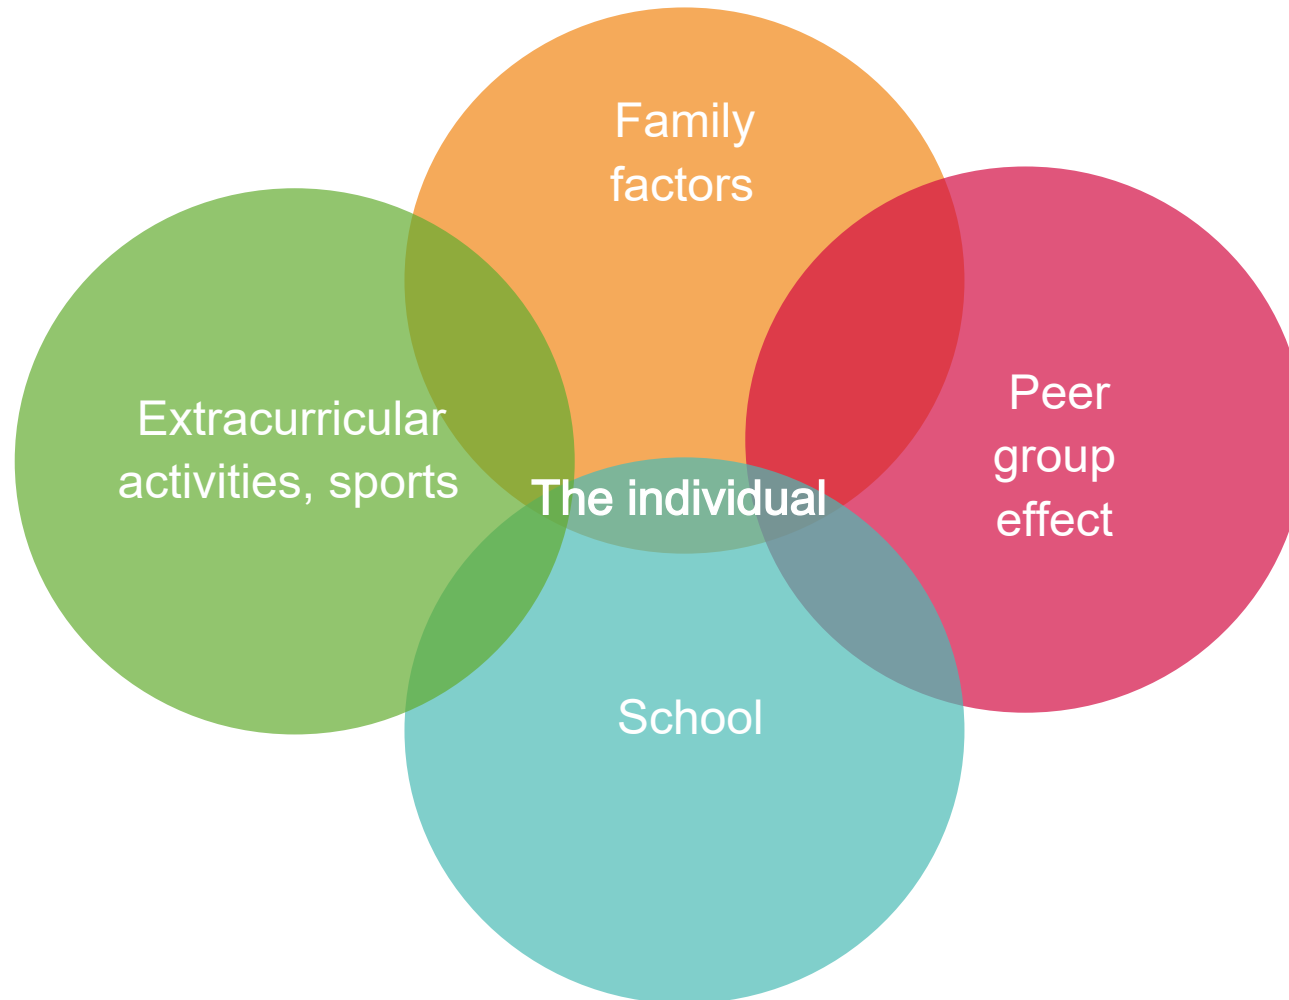 Family
factors
Extracurricular
activities, sports
The individual
Peer
group
effect
School